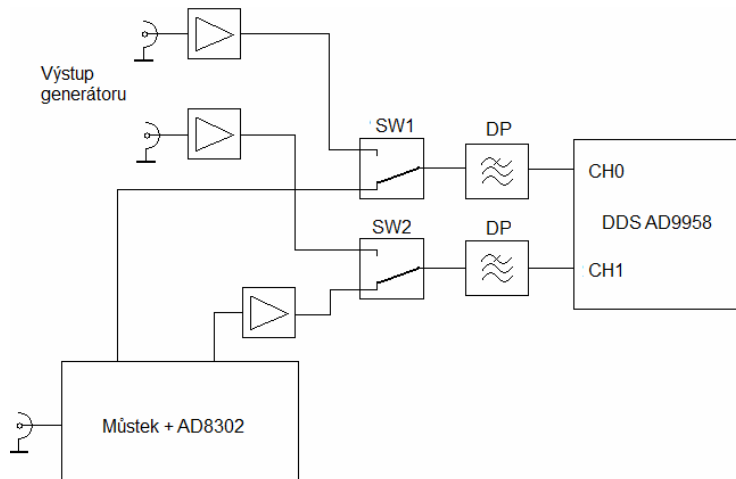 Výstup
generátoru
SW1
DP
CH0
DDS AD9958
SW2
DP
CH1
Můstek + AD8302